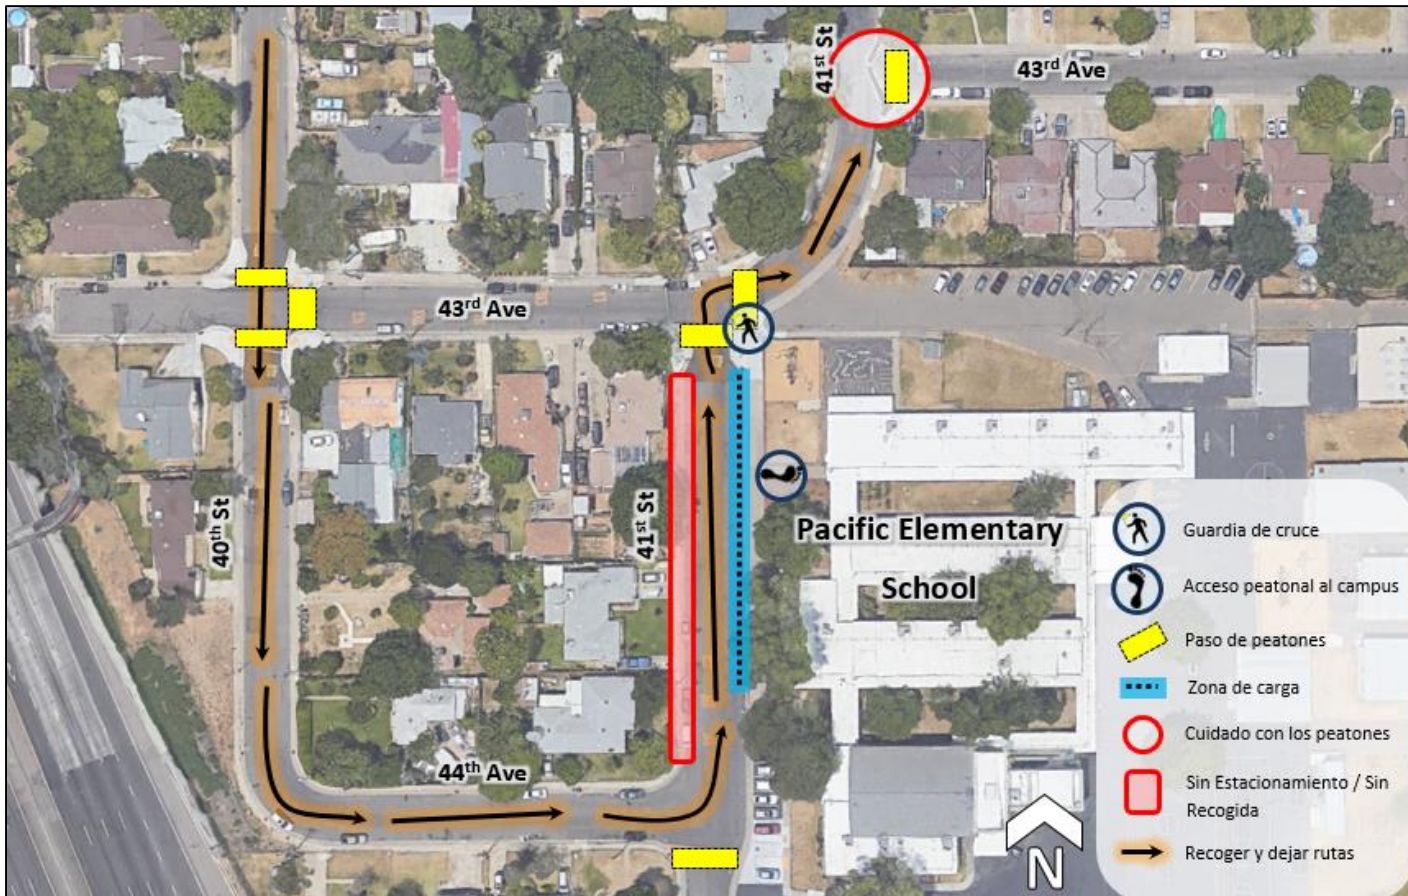 41st St
43rd Ave
43rd Ave
40th St
41st St
Pacific Elementary
School
44th Ave
Guardia de cruce
Acceso peatonal al campus
Paso de peatones
Zona de carga
Cuidado con los peatones
Sin Estacionamiento / Sin
Recogida
Recoger y dejar rutas
N